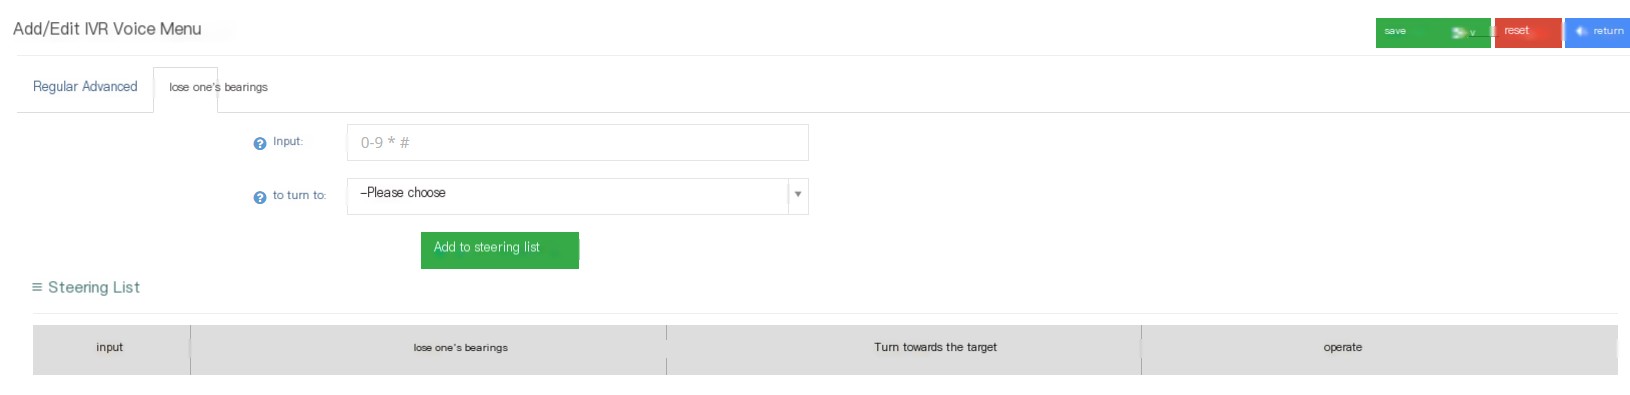 Add/Edit IVR Voice Menu
save
reset
return
Regular Advanced
lose one's bearings
Input:
0-9 * #
to turn to:
–Please choose
Add to steering list
≡ Steering List
input lose one's bearings Turn towards the target operate